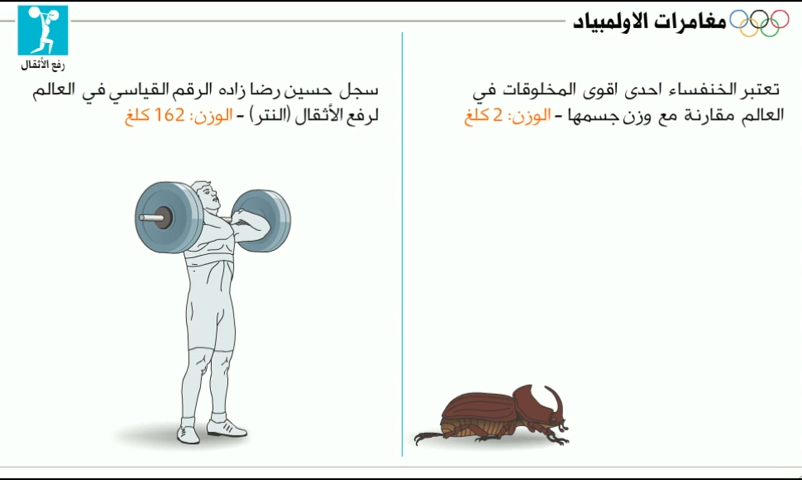 مغامرات الاولمبياد
رفع الأثقال
تعتبر الخنفساء احدى اقوى المخلوقات في
العالم مقارنة مع وزن جسمها - الوزن: 2 كلغ
سجل حسين رضا زاده الرقم القياسي في العالم
لرفع الأثقال (النتر) - الوزن: 162 كلغ